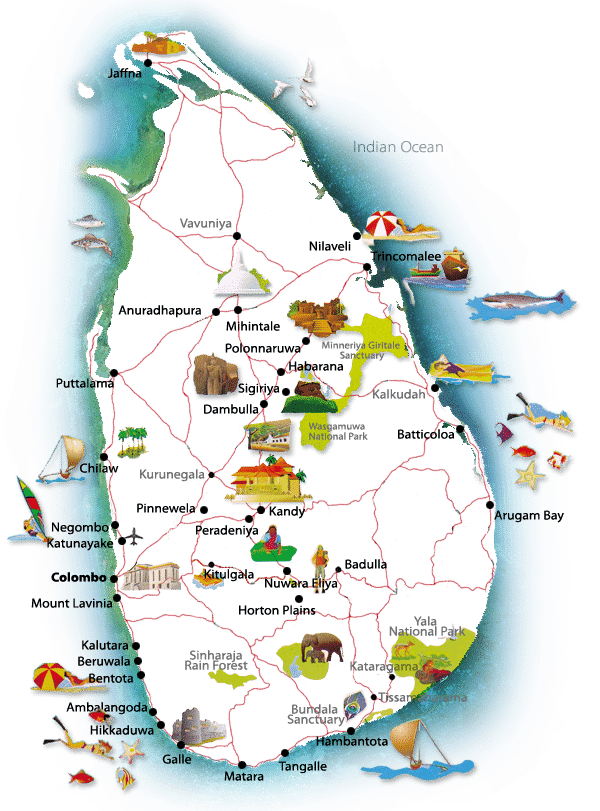 Jaffna
Indian Ocean
Vavuniya
Nilaveli
Trincomalee
Anuradhapura
Mihintale
Polonnaruwa
Minneriya Giritale
Sanctuary
Habarana
Puttalama
Sigiriya
Kalkudah
Dambulla
Wasgamuwa
National Park
Batticoloa
Chilaw
Kurunegala
Pinnewela
Kandy
Arugam Bay
Peradeniya
Negombo
Katunayake
Colombo
Kitulgala
Badulla
Nuwara Eliya
Mount Lavinia
Horton Plains
Yala
National Park
Kalutara
Beruwala
Bentota
Sinharaja
Rain Forest
Kataragama
Tissamaharama
Ambalangoda
Bundala
Sanctuary
Hikkaduwa
Hambantota
Galle
Tangalle
Matara